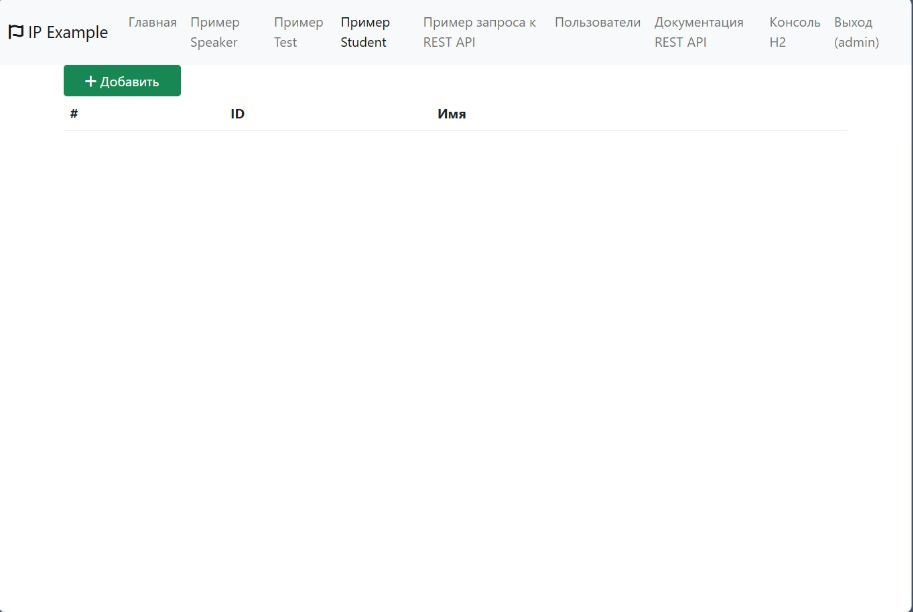 IP Example
Главная
Пример
Speaker
Пример
Test
Пример
Student
Пример запроса к
REST API
Пользователи
Документация
REST API
Консоль
H2
Выход
(admin)
+ Добавить
# ID Имя